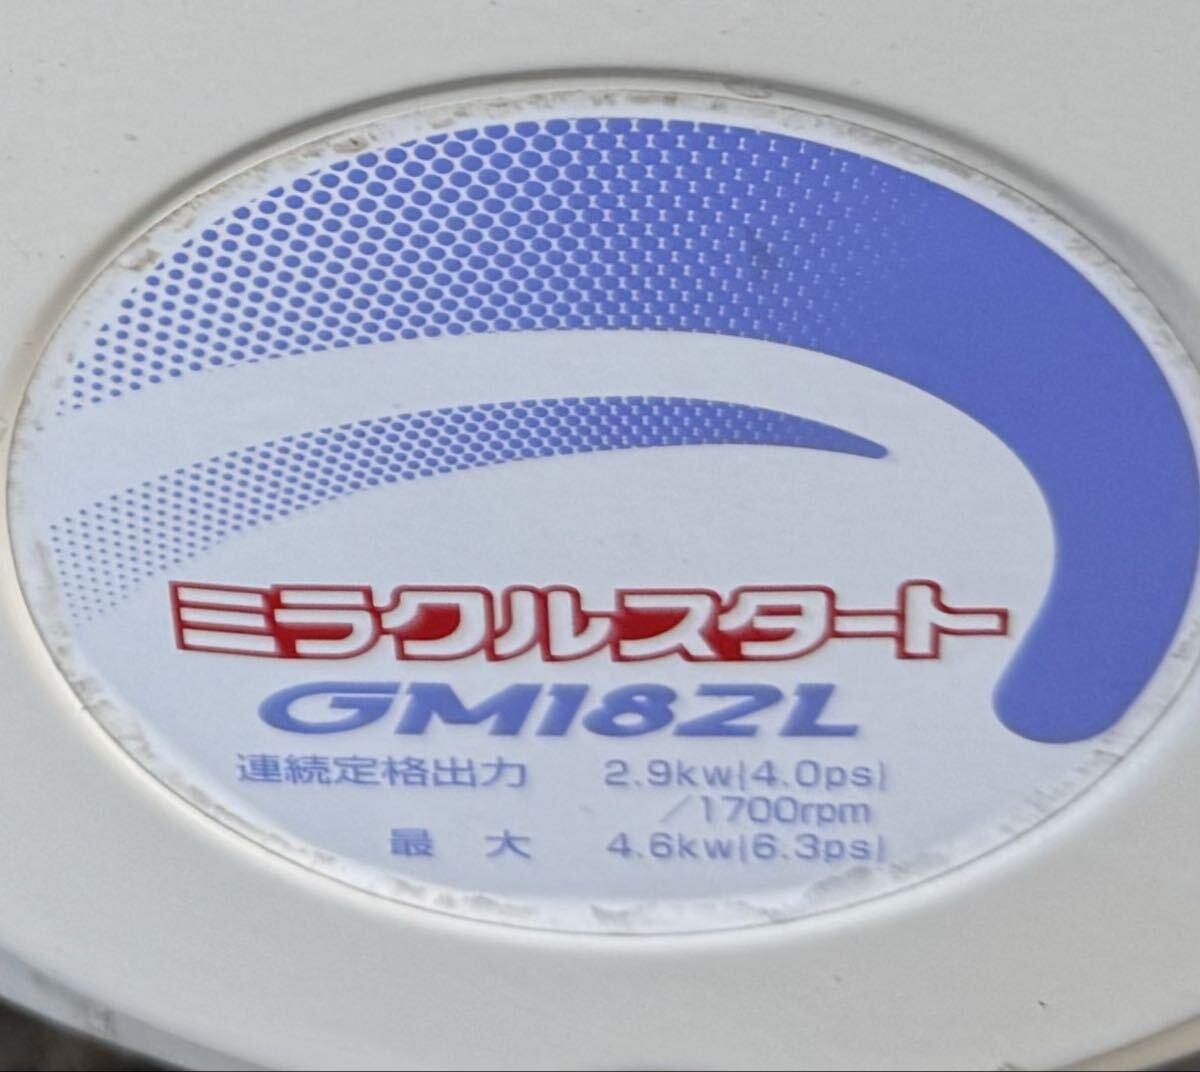 ミラクルスタート
GM182L
連続定格出力 2.9kw(4.0ps)
/1700rpm
最大 4.6kw(6.3ps)